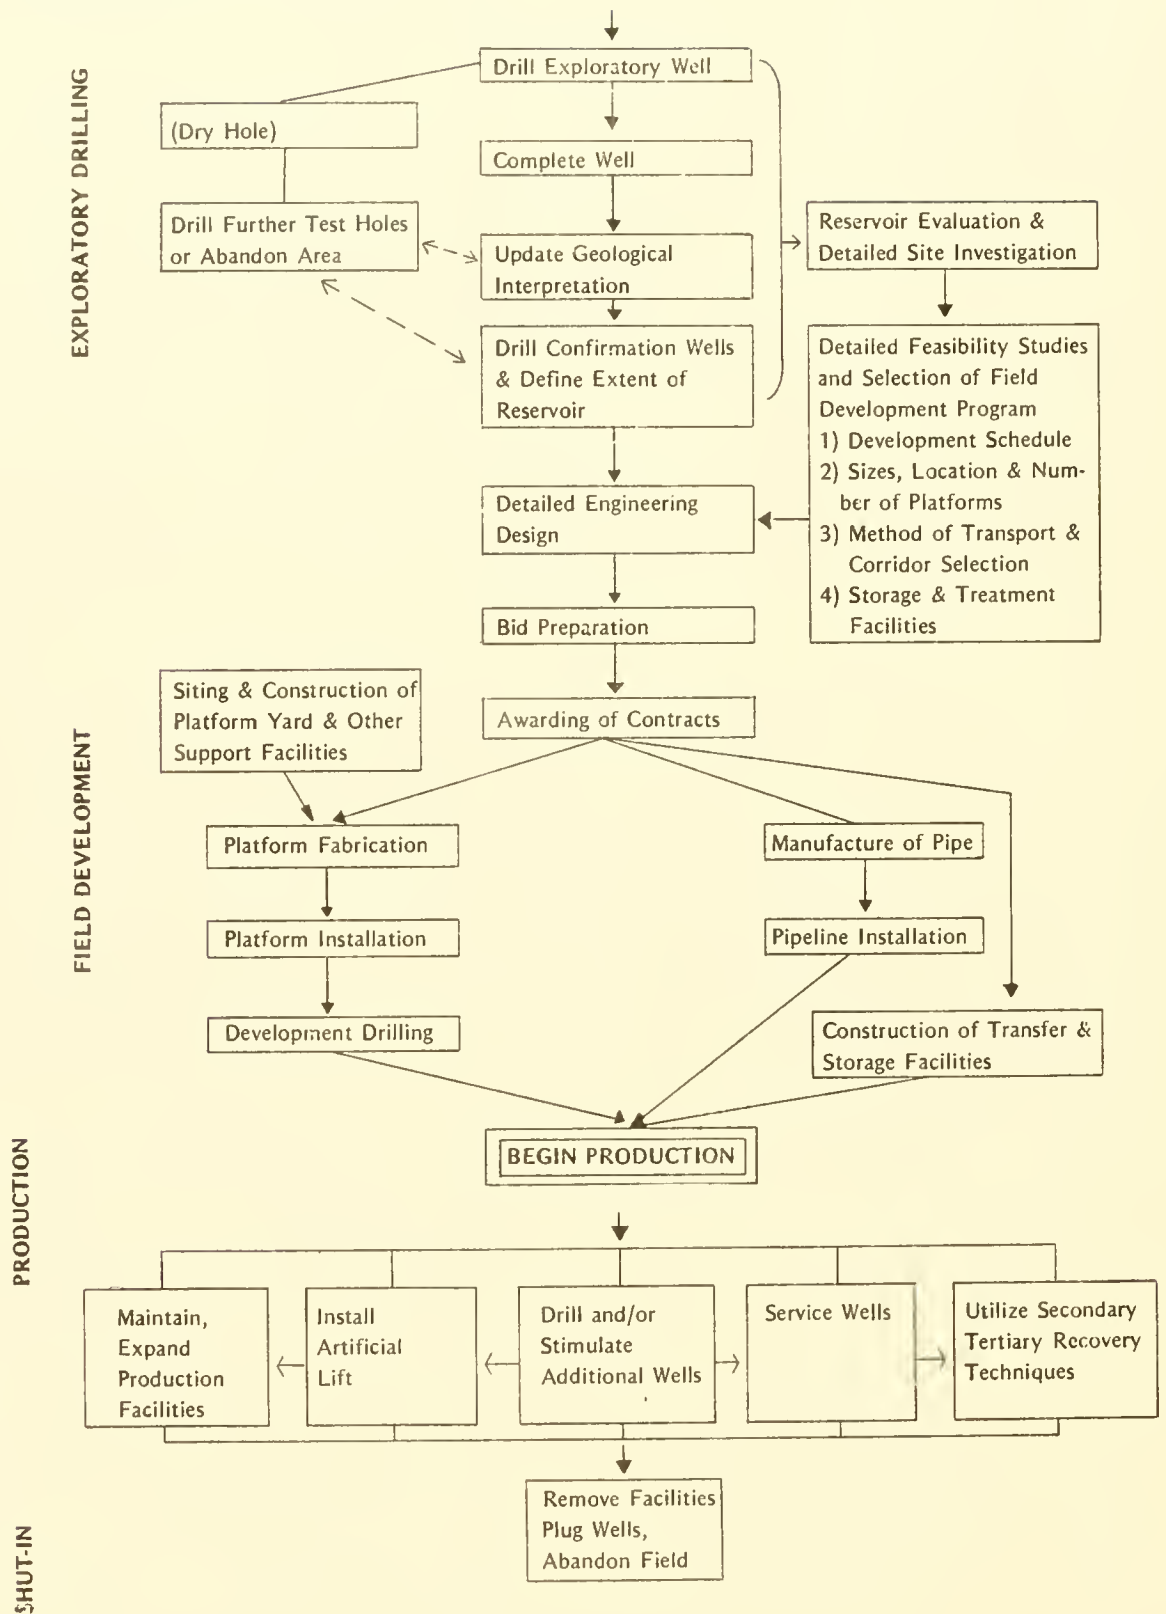 EXPLORATORY DRILLING
Drill Exploratory Well
(Dry Hole)
Complete Well
Drill Further Test Holes
or Abandon Area
Update Geological
Interpretation
Reservoir Evaluation &
Detailed Site Investigation
Drill Confirmation Wells
& Define Extent of
Reservoir
Detailed Feasibility Studies
and Selection of Field
Development Program
1) Development Schedule
2) Sizes, Location & Num-
ber of Platforms
3) Method of Transport &
Corridor Selection
4) Storage & Treatment
Facilities
Detailed Engineering
Design
Bid Preparation
FIELD DEVELOPMENT
Siting & Construction of
Platform Yard & Other
Support Facilities
Awarding of Contracts
Platform Fabrication
Manufacture of Pipe
Platform Installation
Pipeline Installation
Development Drilling
Construction of Transfer &
Storage Facilities
PRODUCTION
BEGIN PRODUCTION
Maintain,
Expand
Production
Facilities
Install
Artificial
Lift
Drill and/or
Stimulate
Additional Wells
Service Wells
Utilize Secondary
Tertiary Recovery
Techniques
SHUT-IN
Remove Facilities
Plug Wells,
Abandon Field